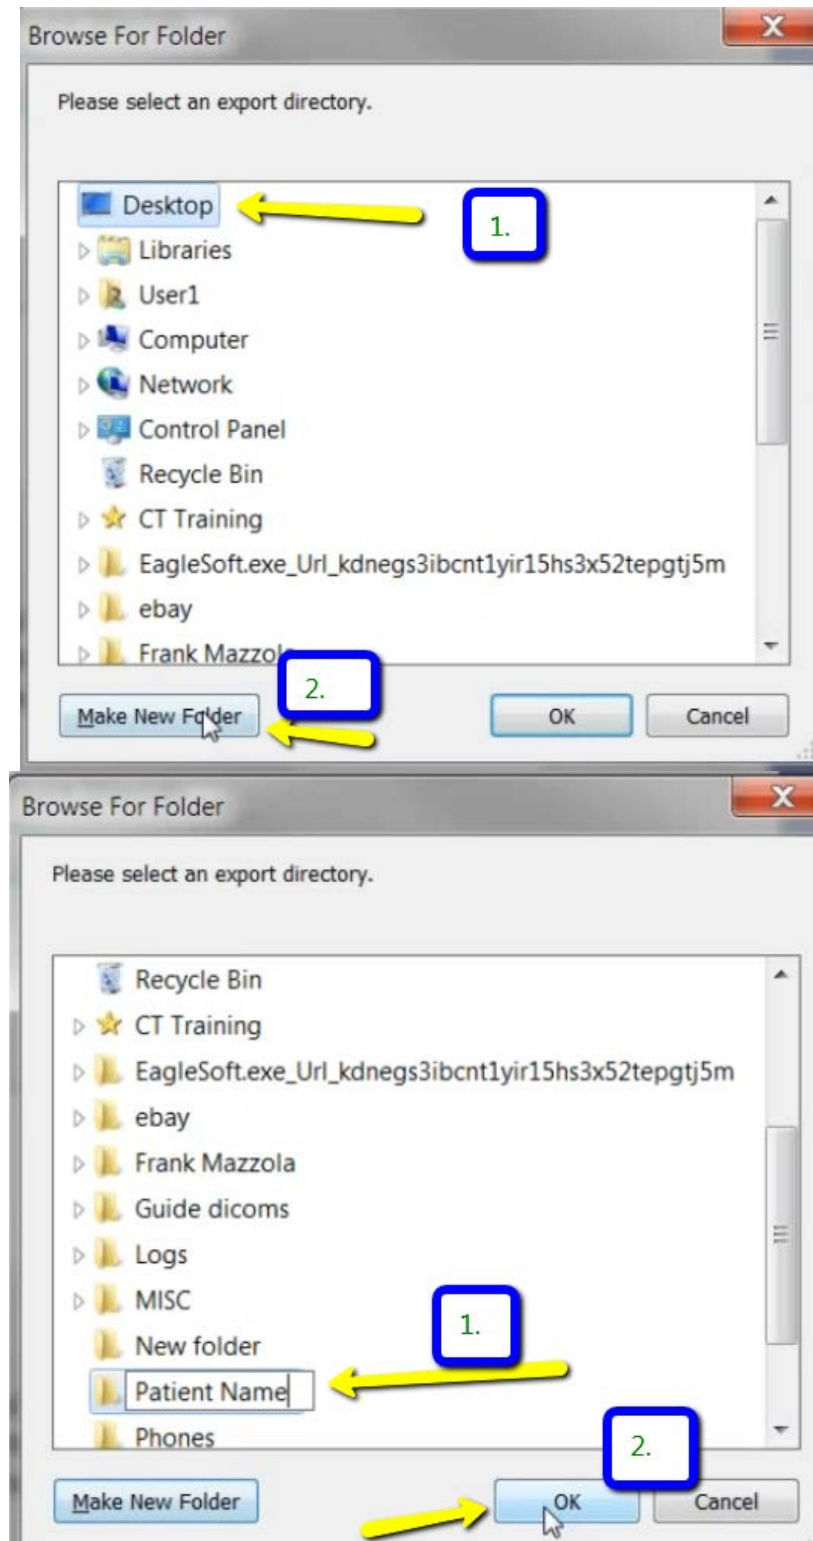 Browse For Folder
Please select an export directory.
Desktop
1.
Libraries
User1
Computer
Network
Control Panel
Recycle Bin
CT Training
EagleSoft.exe_Url_kdnegs3ibcnt1yir15hs3x52tepgtj5m
ebay
Frank Mazzola
2.
Make New Folder
OK
Cancel
Browse For Folder
Please select an export directory.
Recycle Bin
CT Training
EagleSoft.exe_Url_kdnegs3ibcnt1yir15hs3x52tepgtj5m
ebay
Frank Mazzola
Guide dicoms
Logs
MISC
1.
New folder
Patient Name
Phones
2.
Make New Folder
OK
Cancel